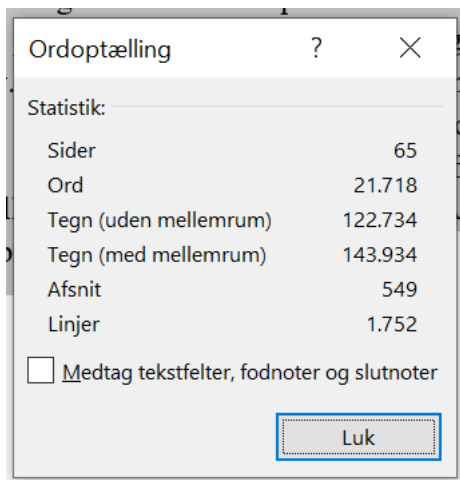 Ordoptælling ?
Statistik:
Sider 65
Ord 21.718
Tegn (uden mellemrum) 122.734
Tegn (med mellemrum) 143.934
Afsnit 549
Linjer 1.752
Medtag tekstfelter, fodnoter og slutnoter
Luk